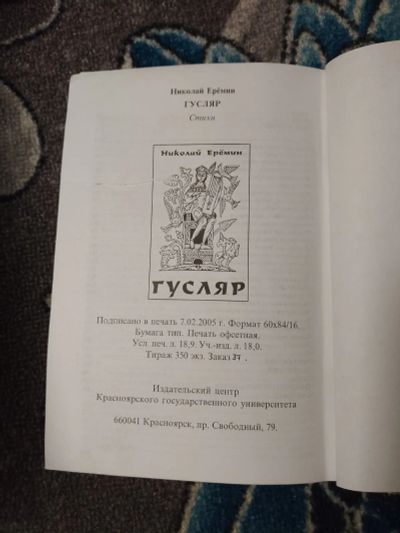 Николай Ерёмин
ГУСЛЯР
Стихи
Николай Ерёмин
ГУСЛЯР
Подписано в печать 7.02.2005 г. Формат 60х84/16.
Бумага тип. Печать офсетная.
Усл. печ. л. 18,9. Уч.-изд. л. 18,0.
Тираж 350 экз. Заказ 37 .
Издательский центр
Красноярского государственного университета
660041 Красноярск, пр. Свободный, 79.